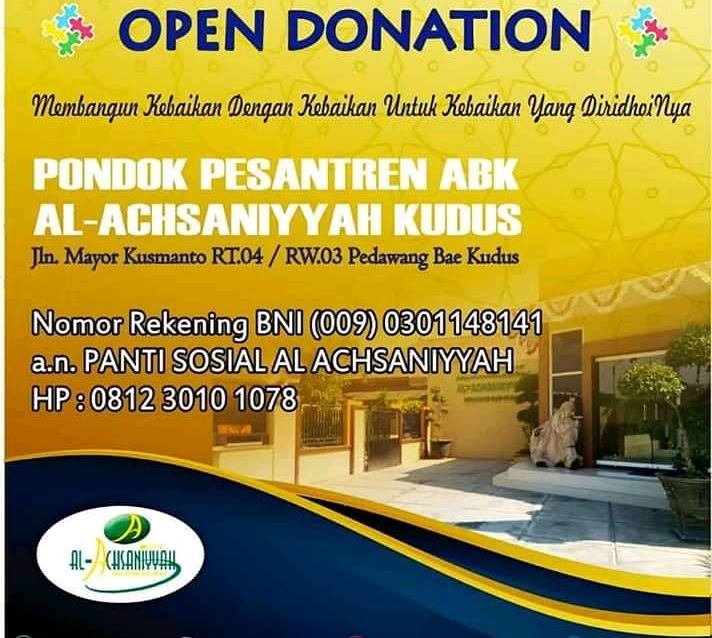 OPEN DONATION
Membangun Kebaikan Dengan Kebaikan Untuk Kebaikan Yang DiridhoiNya
PONDOK PESANTREN ABK
AL-ACHSANIYYAH KUDUS
Jln. Mayor Kusmanto RT.04 / RW.03 Pedawang Bae Kudus
Nomor Rekening BNI (009) 0301148141
a.n. PANTI SOSIAL AL ACHSANIYYAH
HP : 0812 3010 1078
AL-ACHSANIYYAH
AL-ACHSANIYYAH